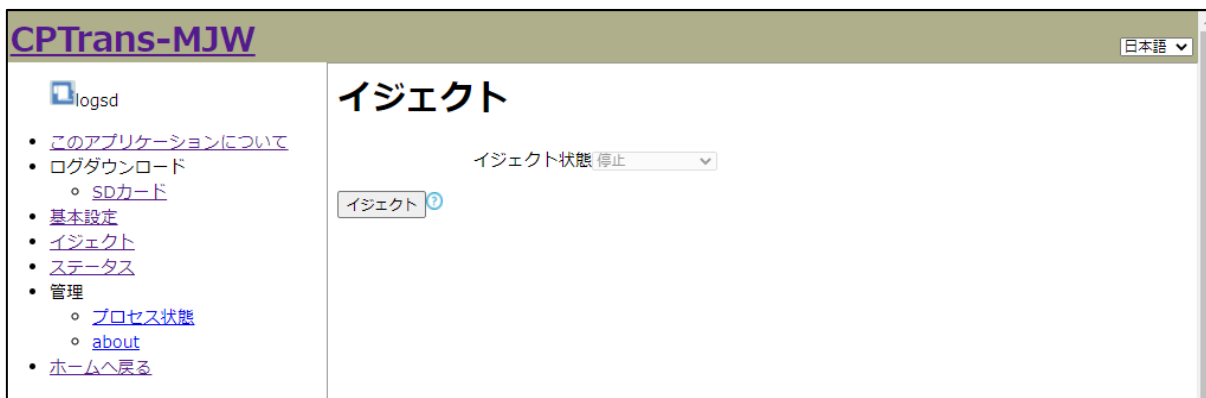 CPTrans-MJW
日本語
logsd
このアプリケーションについて
ログダウンロード
SDカード
基本設定
イジェクト
ステータス
管理
プロセス状態
about
ホームへ戻る
イジェクト
イジェクト状態 停止
イジェクト ?